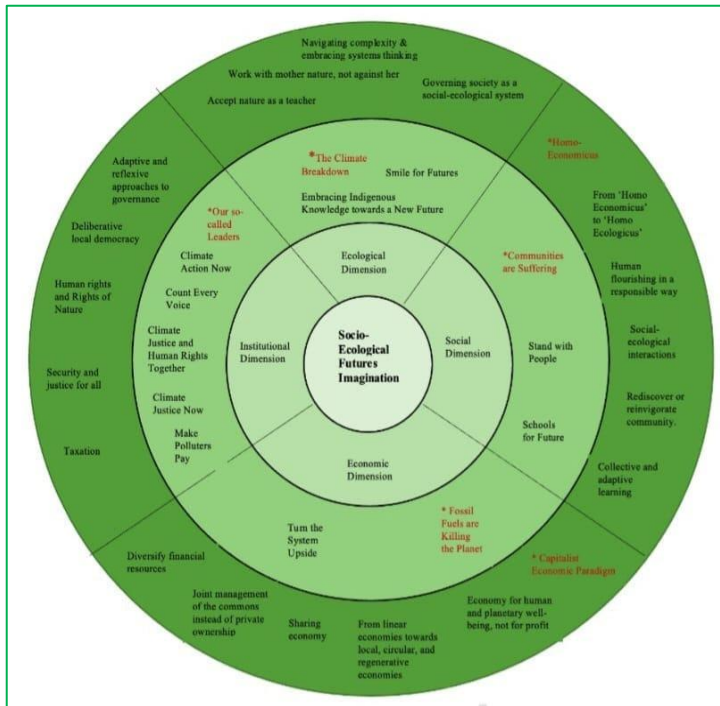 Navigating complexity &
embracing systems thinking
Work with mother nature, not against her
Governing society as a
social-ecological system
Accept nature as a teacher
*Homo-
Economicus
From ‘Homo
Economicus’
to ‘Homo
Ecologicus’
Human
flourishing in a
responsible way
Social-
ecological
interactions
Rediscover or
reinvigorate
community.
Collective and
adaptive
learning
* Capitalist
Economic Paradigm
Economy for human
and planetary well-
being, not for profit
From linear
economies towards
local, circular, and
regenerative
economies
Sharing
economy
Joint management
of the commons
instead of private
ownership
Diversify financial
resources
Taxation
Security and
justice for all
Human rights
and Rights of
Nature
Deliberative
local democracy
Adaptive and
reflexive
approaches to
governance
*The Climate
Breakdown
Smile for Futures
Embracing Indigenous
Knowledge towards a New Future
*Communities
are Suffering
Stand with
People
Schools
for Future
* Fossil
Fuels are
Killing
the Planet
Turn the
System
Upside
Make
Polluters
Pay
Climate
Justice Now
Climate
Justice and
Human Rights
Together
Count Every
Voice
Climate
Action Now
*Our so-
called
Leaders
Ecological
Dimension
Social
Dimension
Economic
Dimension
Institutional
Dimension
Socio-
Ecological
Futures
Imagination